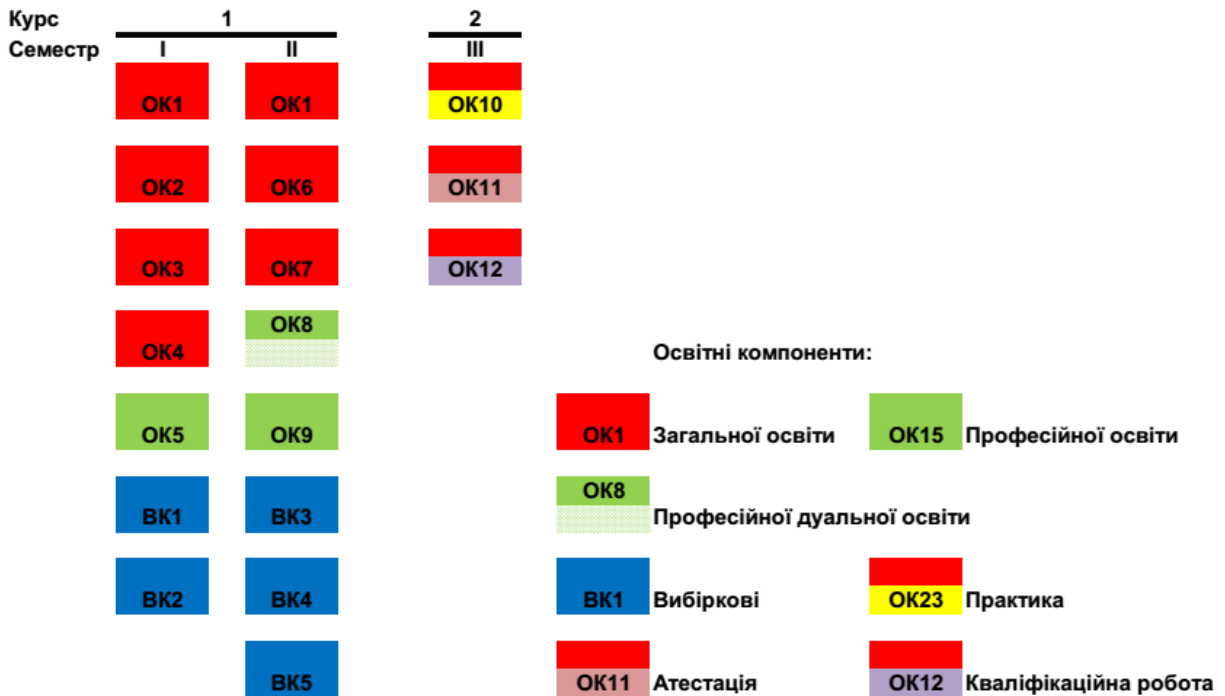 Курс 1 2
Семестр I II III
ОК1 ОК1 ОК10
ОК2 ОК6 ОК11
ОК3 ОК7 ОК12
ОК8
ОК4 Освітні компоненти:
ОК5 ОК9 ОК1 Загальної освіти ОК15 Професійної освіти
ОК8
ВК1 ВК3 Професійної дуальної освіти
ВК2 ВК4 ВК1 Вибіркові ОК23 Практика
ВК5 ОК11 Атестація ОК12 Кваліфікаційна робота